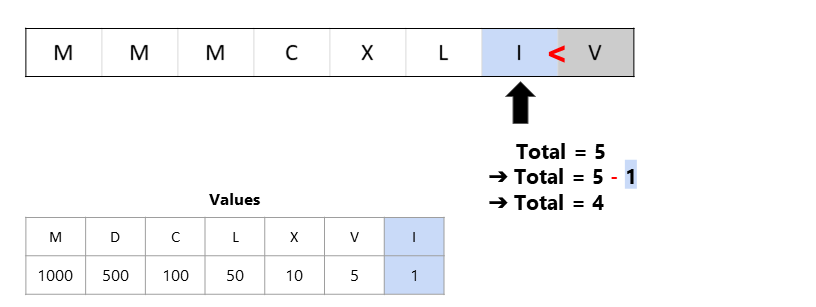 M M M C X L I < V
Total = 5
➔ Total = 5 - 1
➔ Total = 4
Values
M D C L X V I
1000 500 100 50 10 5 1